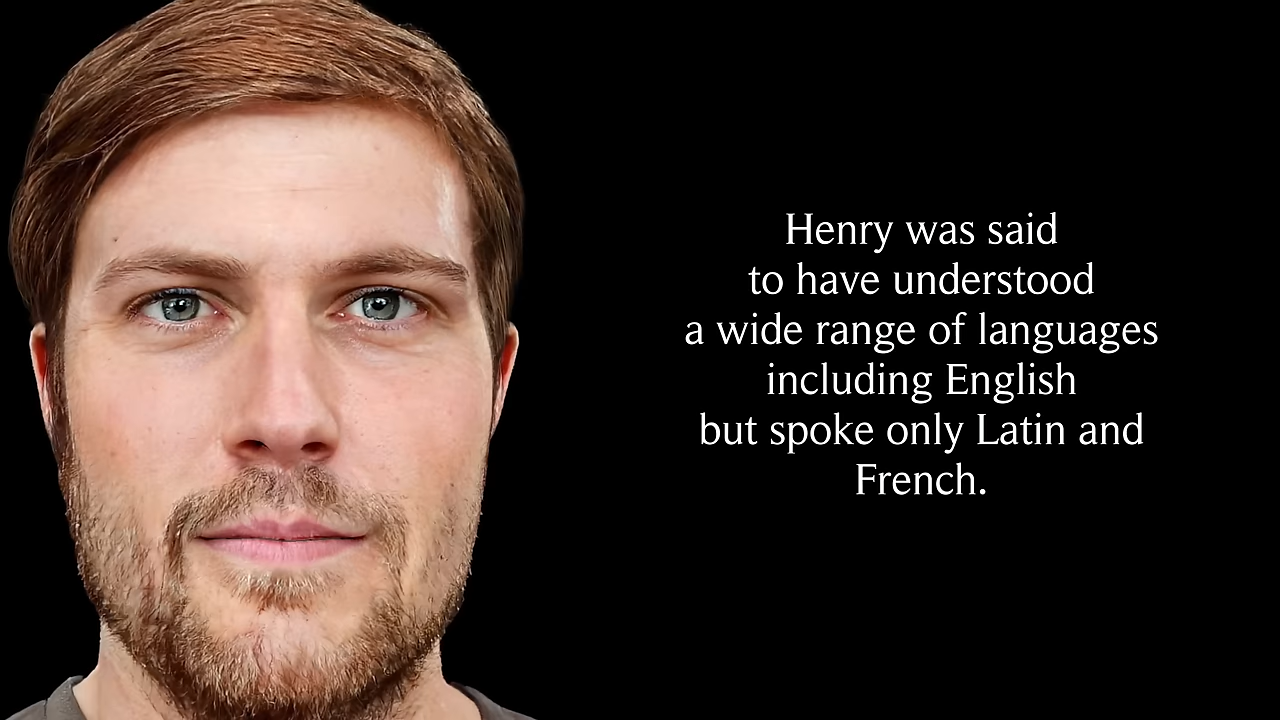 Henry was said
to have understood
a wide range of languages
including English
but spoke only Latin and
French.